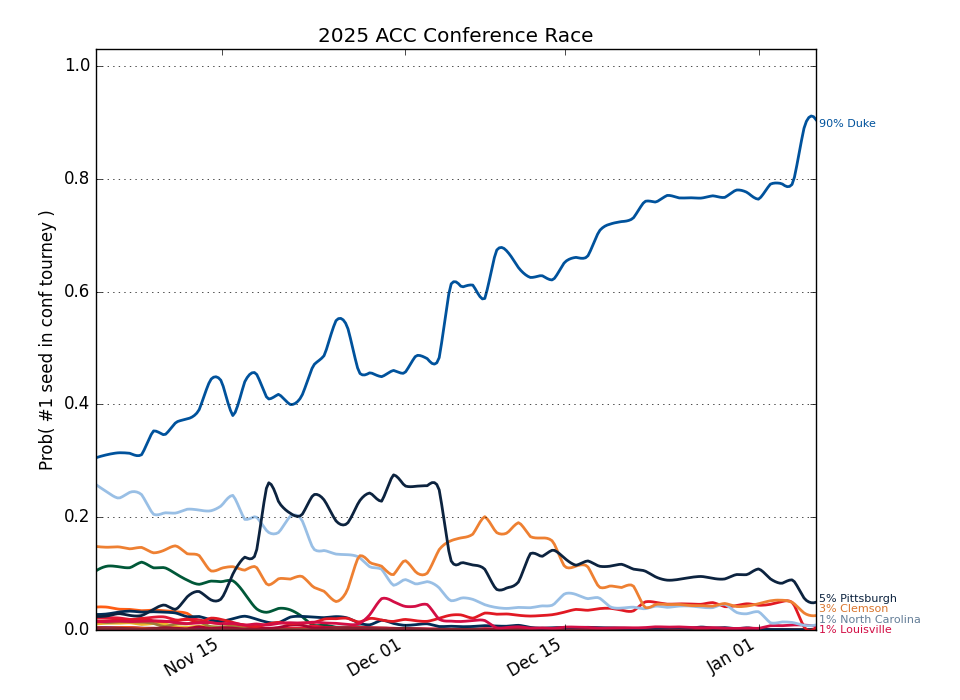 2025 ACC Conference Race
Prob( #1 seed in conf tourney )
1.0
0.8
0.6
0.4
0.2
0.0
Nov 15
Dec 01
Dec 15
Jan 01
90% Duke
5% Pittsburgh
3% Clemson
1% North Carolina
1% Louisville